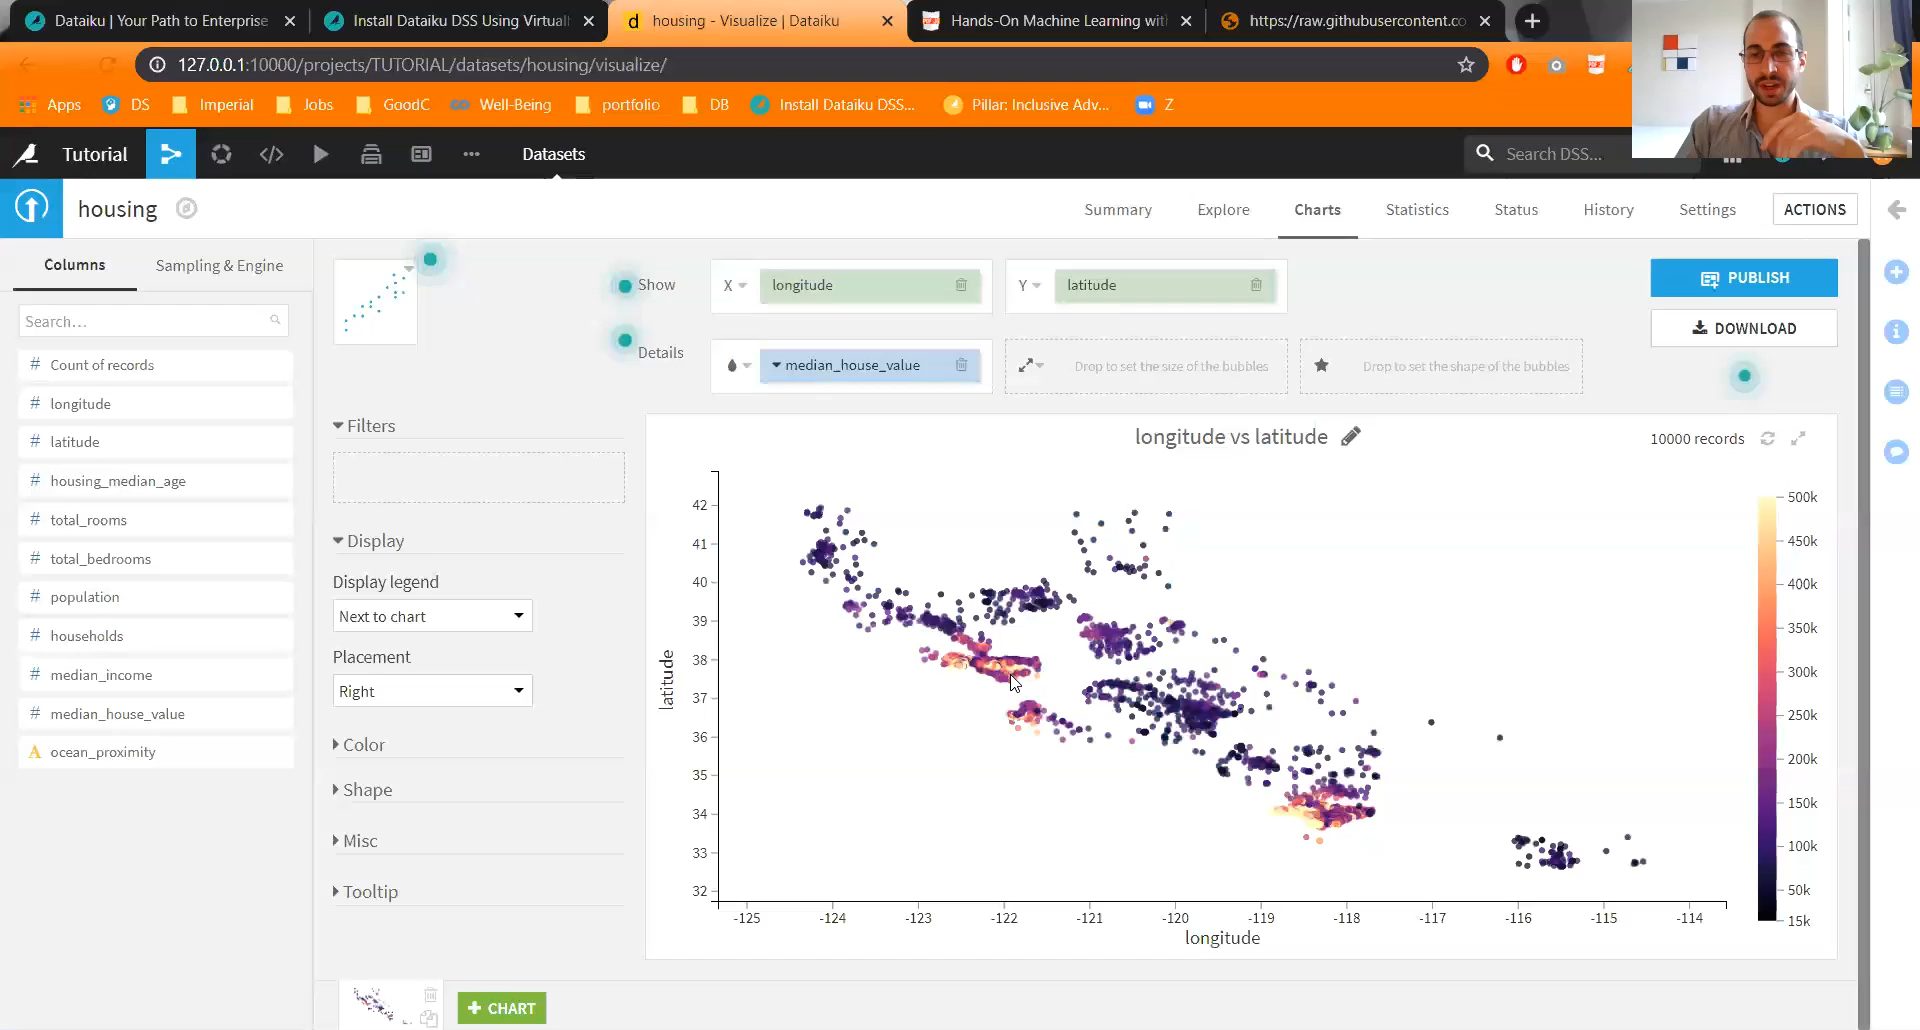 Dataiku | Your Path to Enterprise
Install Dataiku DSS Using Virtuall
housing - Visualize | Dataiku
Hands-On Machine Learning with
https://raw.githubusercontent.co
127.0.0.1:10000/projects/TUTORIAL/datasets/housing/visualize/
Apps DS Imperial Jobs GoodC Well-Being portfolio DB Install Dataiku DSS... Pillar: Inclusive Adv... Z
Tutorial Datasets Search DSS...
housing Summary Explore Charts Statistics Status History Settings ACTIONS
Columns Sampling & Engine
Search...
# Count of records
# longitude
# latitude
# housing_median_age
# total_rooms
# total_bedrooms
# population
# households
# median_income
# median_house_value
A ocean_proximity
Show X longitude Y latitude
Details median_house_value Drop to set the size of the bubbles Drop to set the shape of the bubbles
PUBLISH
DOWNLOAD
Filters
Display
Display legend
Next to chart
Placement
Right
Color
Shape
Misc
Tooltip
longitude vs latitude
10000 records
latitude
42
41
40
39
38
37
36
35
34
33
32
-125 -124 -123 -122 -121 -120 -119 -118 -117 -116 -115 -114
longitude
500k
450k
400k
350k
300k
250k
200k
150k
100k
50k
15k
+ CHART